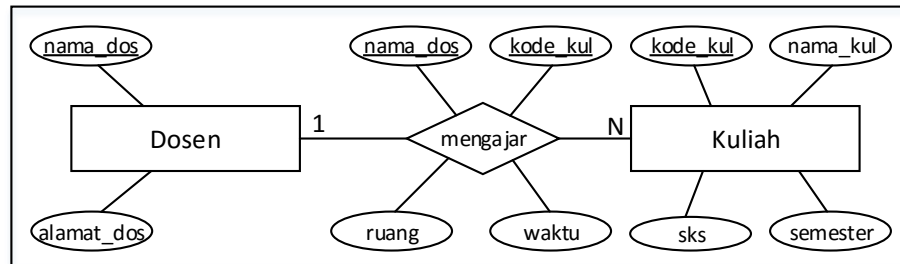 nama_dos nama_dos kode_kul kode_kul nama_kul
Dosen 1 mengajar N Kuliah
alamat_dos ruang waktu sks semester